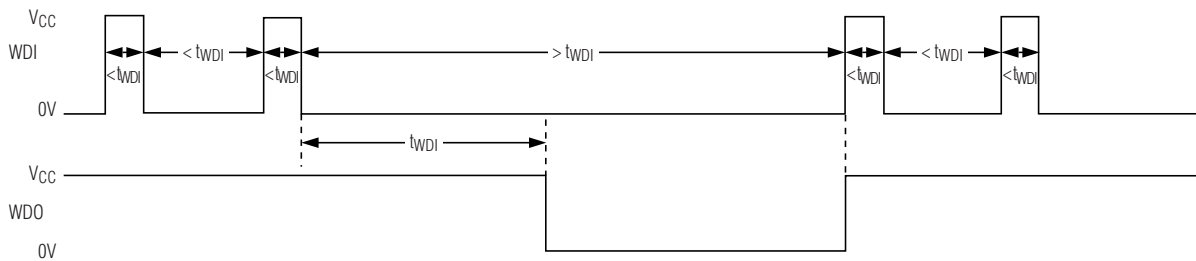 VCC
WDI
< tWDI
> tWDI
< tWDI
<tWDI
<tWDI
<tWDI
<tWDI
0V
tWDI
VCC
WDO
0V